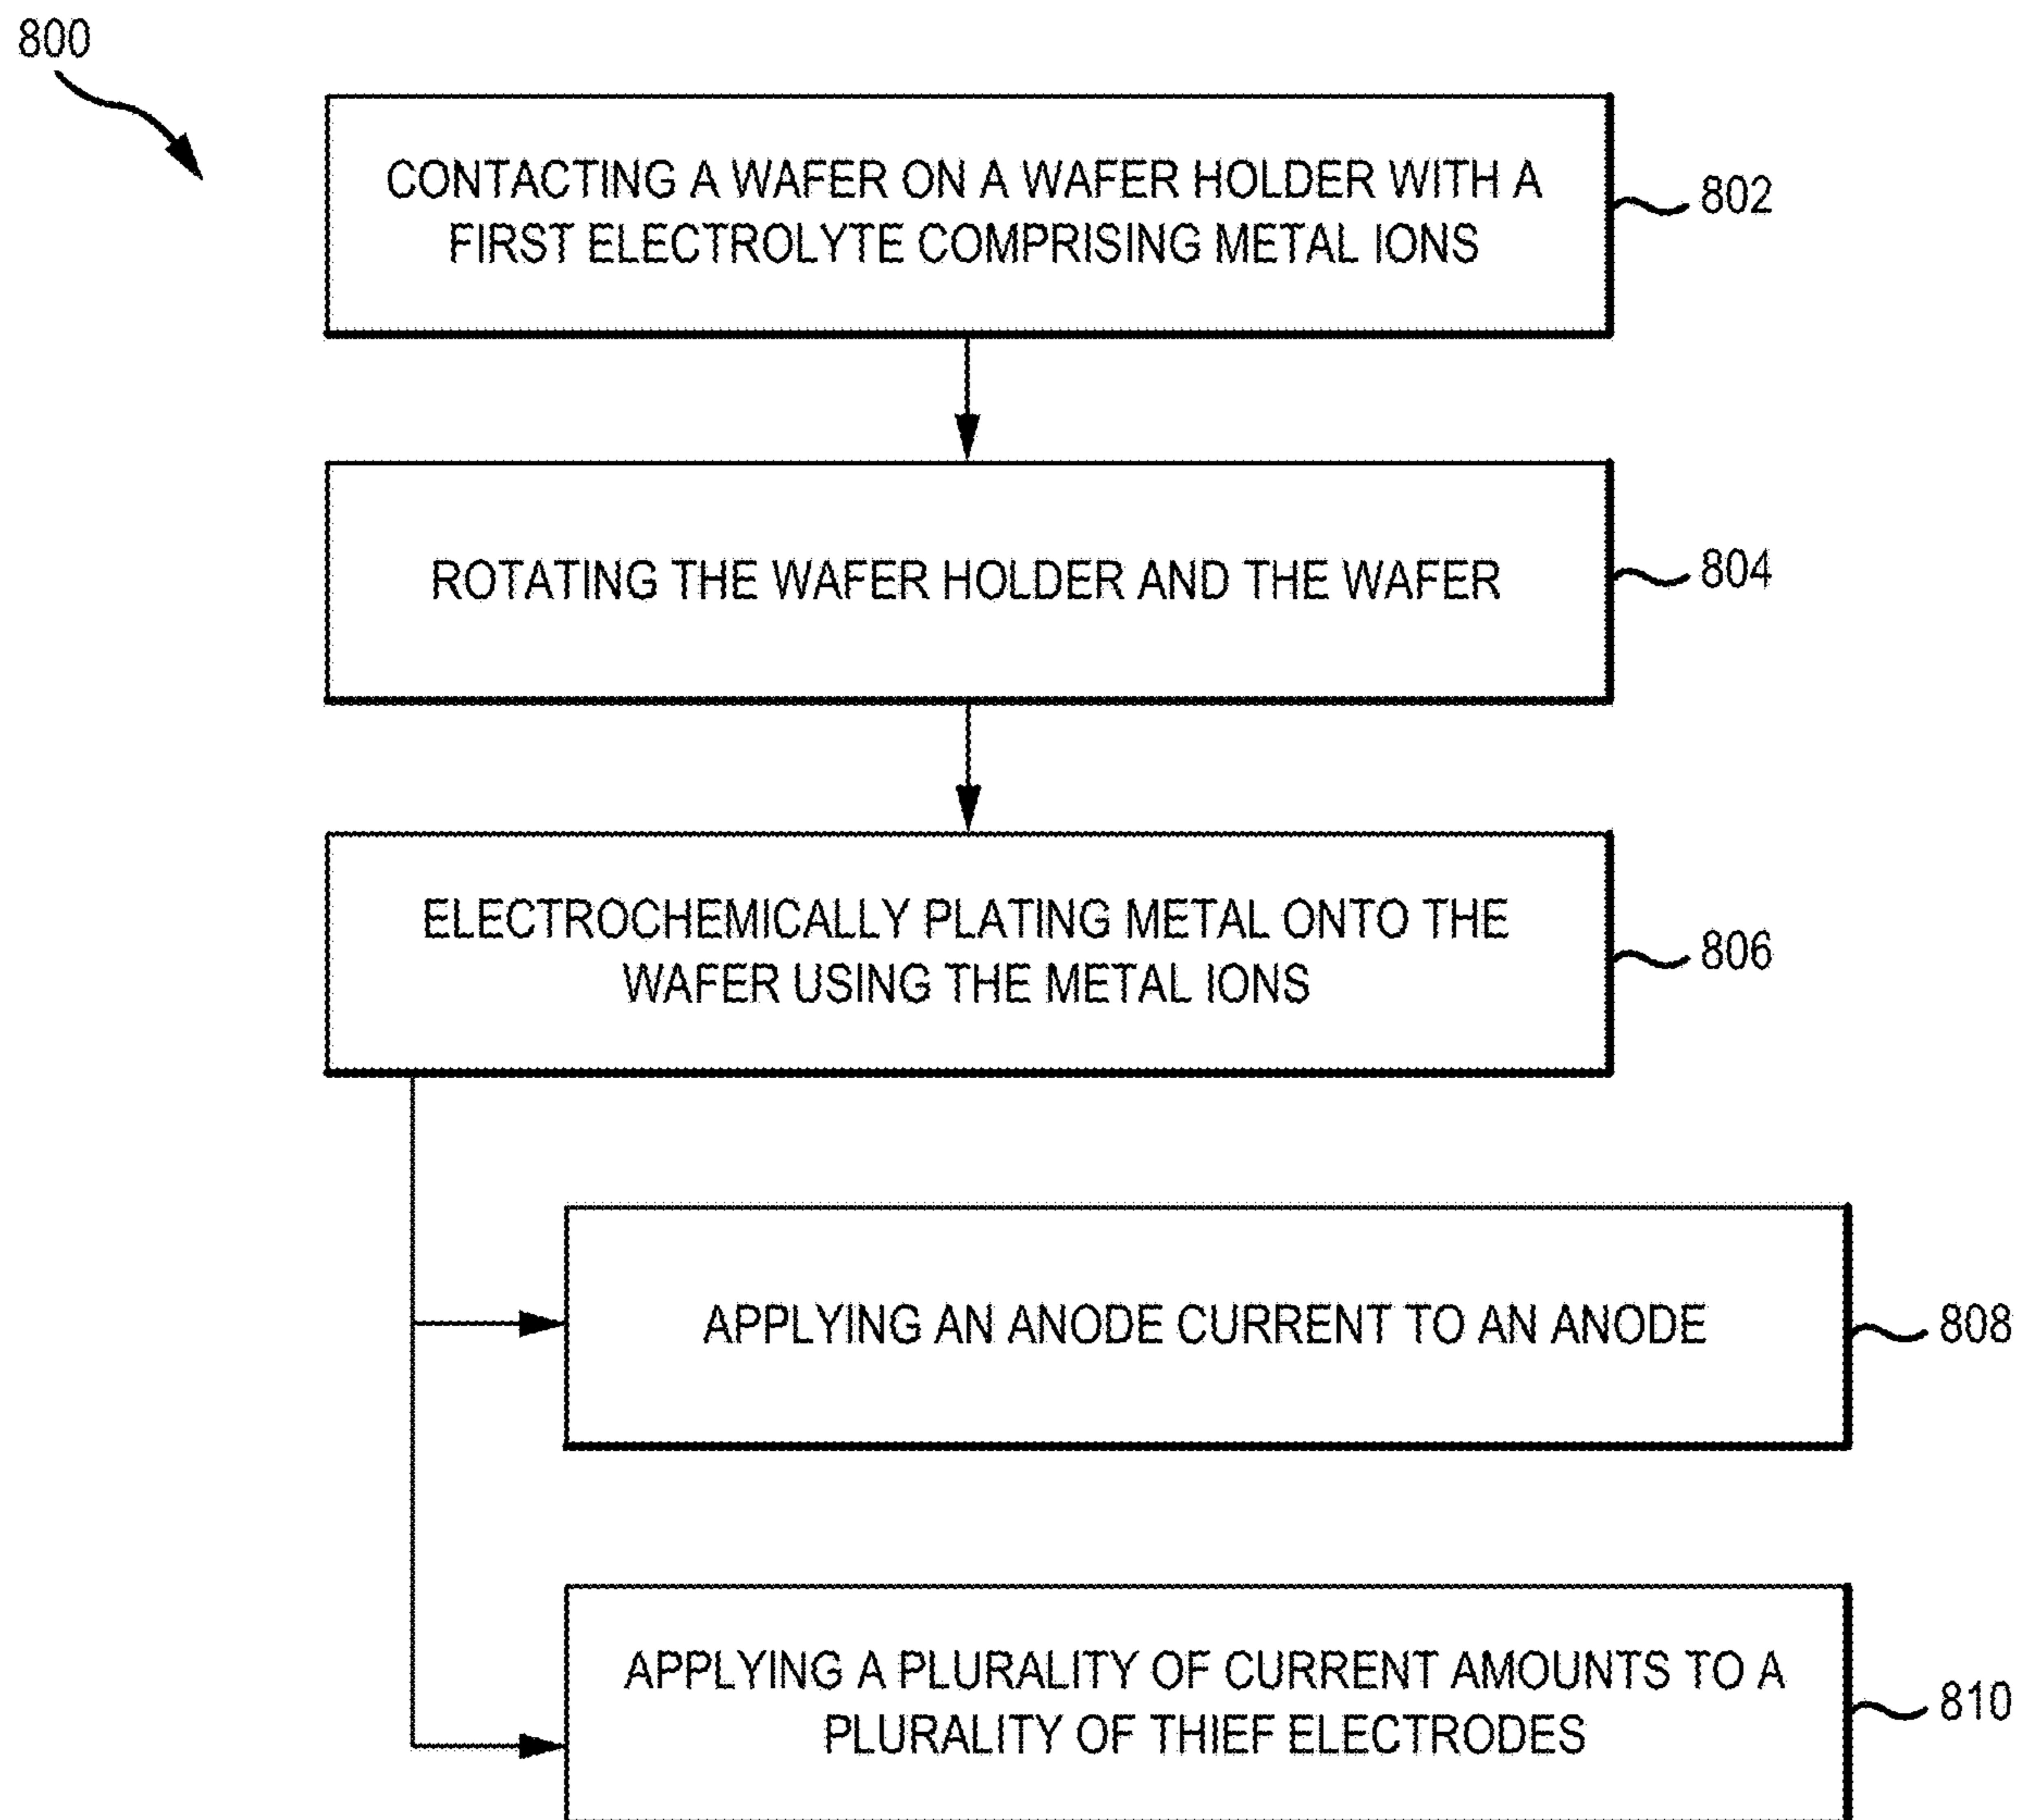 800
CONTACTING A WAFER ON A WAFER HOLDER WITH A
FIRST ELECTROLYTE COMPRISING METAL IONS
802
ROTATING THE WAFER HOLDER AND THE WAFER
804
ELECTROCHEMICALLY PLATING METAL ONTO THE
WAFER USING THE METAL IONS
806
APPLYING AN ANODE CURRENT TO AN ANODE
808
APPLYING A PLURALITY OF CURRENT AMOUNTS TO A
PLURALITY OF THIEF ELECTRODES
810